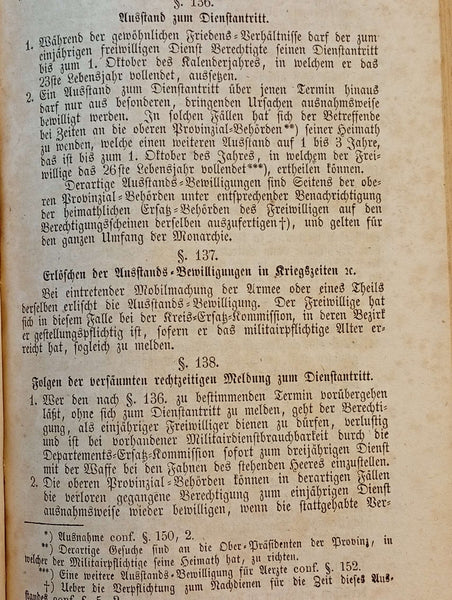 §. 136.
Ausstand zum Dienstantritt.
1. Während der gewöhnlichen Friedens-Verhältnisse darf der zum
einjährigen freiwilligen Dienst Berechtigte seinen Dienstantritt
bis zum 1. Oktober des Kalenderjahres, in welchem er das
23ste Lebensjahr vollendet, aussetzen.
2. Ein Ausstand zum Dienstantritt über jenen Termin hinaus
darf nur aus besonderen, dringenden Ursachen ausnahmsweise
bewilligt werden. In solchen Fällen hat sich der Betreffende
bei Zeiten an die oberen Provinzial-Behörden**) seiner Heimath
zu wenden, welche einen weiteren Ausstand auf 1 bis 3 Jahre,
das ist bis zum 1. Oktober des Jahres, in welchem der Frei-
willige das 26ste Lebensjahr vollendet***), ertheilen können.
Derartige Ausstands-Bewilligungen sind Seitens der obe-
ren Provinzial-Behörden unter entsprechender Benachrichtigung
der heimathlichen Ersatz-Behörden des Freiwilligen auf den
Berechtigungsscheinen derselben auszufertigen†), und gelten für
den ganzen Umfang der Monarchie.
§. 137.
Erlöschen der Ausstands-Bewilligungen in Kriegszeiten ꝛc.
Bei eintretender Mobilmachung der Armee oder eines Theils
derselben erlischt die Ausstands-Bewilligung. Der Freiwillige hat
sich in diesem Falle bei der Kreis-Ersatz-Kommission, in deren Bezirk
er gestellungspflichtig ist, sofern er das militairpflichtige Alter er-
reicht hat, sogleich zu melden.
§. 138.
Folgen der versäumten rechtzeitigen Meldung zum Dienstantritt.
1. Wer den nach §. 136. zu bestimmenden Termin vorübergehen
läßt, ohne sich zum Dienstantritt zu melden, geht der Berechti-
gung, als einjähriger Freiwilliger dienen zu dürfen, verlustig
und ist bei vorhandener Militairdienstbrauchbarkeit durch die
Departements-Ersatz-Kommission sofort zum dreijährigen Dienst
mit der Waffe bei den Fahnen des stehenden Heeres einzustellen.
2. Die oberen Provinzial-Behörden können in derartigen Fällen
die verloren gegangene Berechtigung zum einjährigen Dienst
ausnahmsweise wieder bewilligen, wenn die stattgehabte Ver-
*) Ausnahme conf. §. 150, 2.
**) Derartige Gesuche sind an die Ober-Präsidenten der Provinz, in
welcher der Militairpflichtige seine Heimath hat, zu richten.
***) Eine weitere Ausstands-Bewilligung für Aerzte conf. §. 152.
†) Ueber die Verpflichtung zum Nachdienen für die Zeit dieses Aus-
standes conf. §. 5, 2.